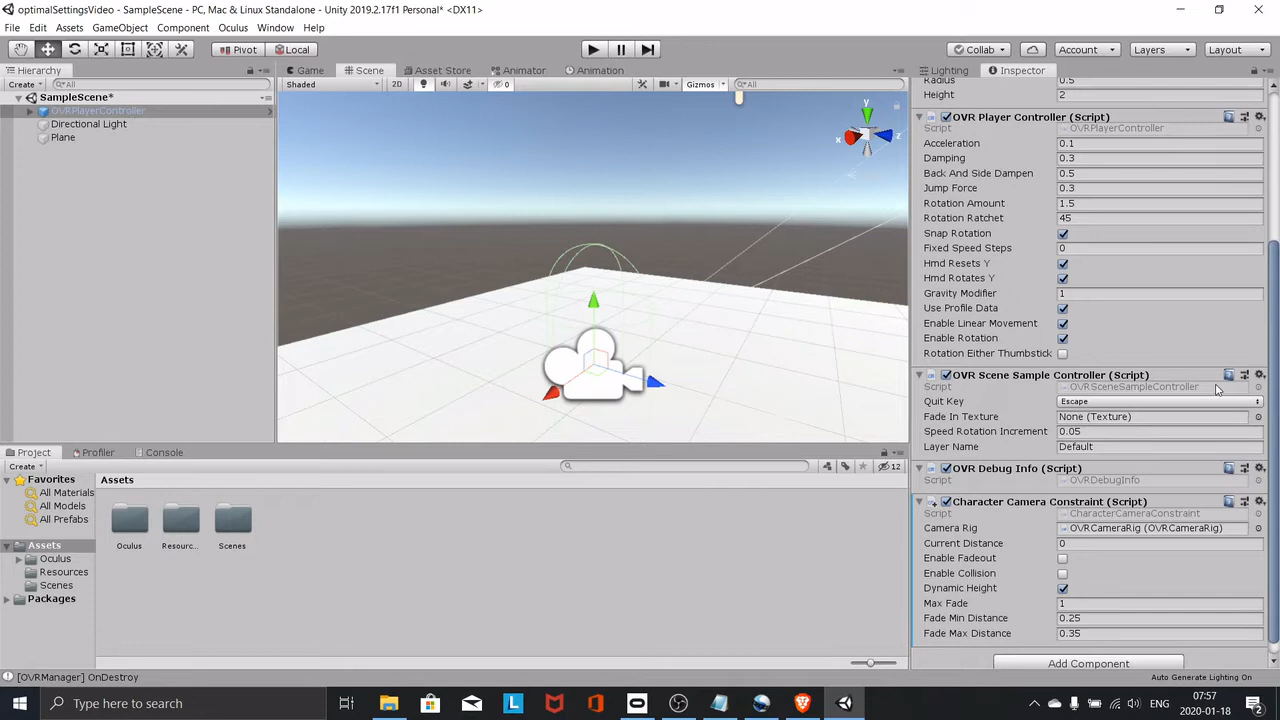 optimalSettingsVideo - SampleScene - PC, Mac & Linux Standalone - Unity 2019.2.17f1 Personal* <DX11>
File Edit Assets GameObject Component Oculus Window Help
Pivot Local Collab Account Layers Layout
Hierarchy Game Scene Asset Store Animator Animation Lighting Inspector
Create All Shaded 2D 0 Gizmos All
SampleScene*
OVRPlayerController
Directional Light
Plane
y
x
z
Radius 0.5
Height 2
OVR Player Controller (Script)
Script OVRPlayerController
Acceleration 0.1
Damping 0.3
Back And Side Dampen 0.5
Jump Force 0.3
Rotation Amount 1.5
Rotation Ratchet 45
Snap Rotation
Fixed Speed Steps 0
Hmd Resets Y
Hmd Rotates Y
Gravity Modifier 1
Use Profile Data
Enable Linear Movement
Enable Rotation
Rotation Either Thumbstick
OVR Scene Sample Controller (Script)
Script OVRSceneSampleController
Quit Key Escape
Fade In Texture None (Texture)
Speed Rotation Increment 0.05
Layer Name Default
OVR Debug Info (Script)
Script OVRDebugInfo
Character Camera Constraint (Script)
Script CharacterCameraConstraint
Camera Rig OVRCameraRig (OVRCameraRig)
Current Distance 0
Enable Fadeout
Enable Collision
Dynamic Height
Max Fade 1
Fade Min Distance 0.25
Fade Max Distance 0.35
Add Component
Project Profiler Console
Create 12
Favorites
All Materials
All Models
All Prefabs
Assets
Oculus
Resources
Scenes
Packages
Assets
Oculus Resourc... Scenes
[OVRManager] OnDestroy
Auto Generate Lighting On
Type here to search
07:57
2020-01-18
2